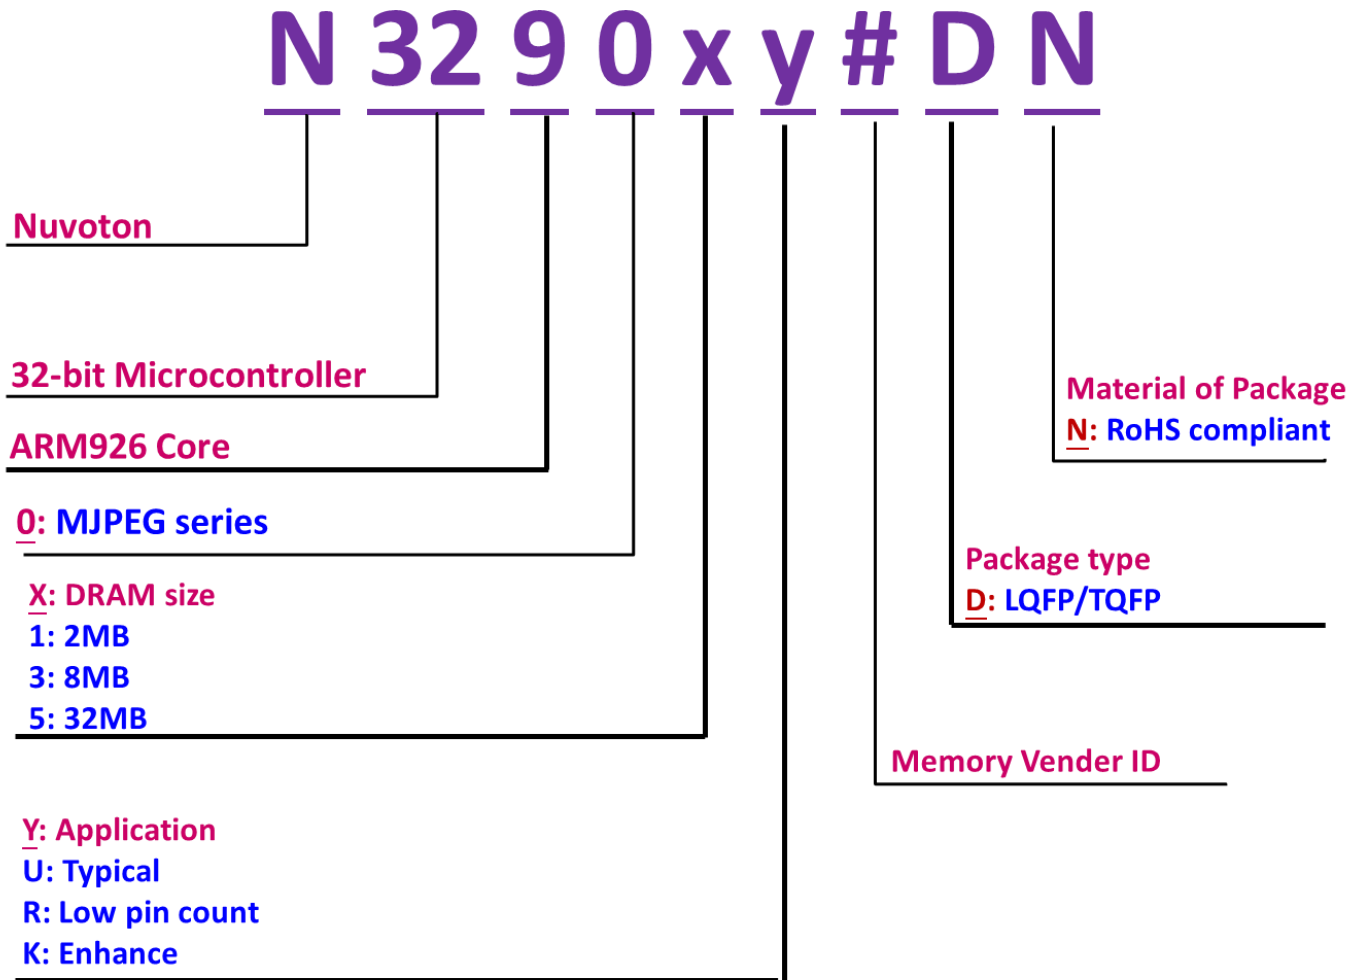 N 32 9 0 x y # D N
Nuvoton
32-bit Microcontroller
ARM926 Core
0: MJPEG series
X: DRAM size
1: 2MB
3: 8MB
5: 32MB
Y: Application
U: Typical
R: Low pin count
K: Enhance
Material of Package
N: RoHS compliant
Package type
D: LQFP/TQFP
Memory Vender ID